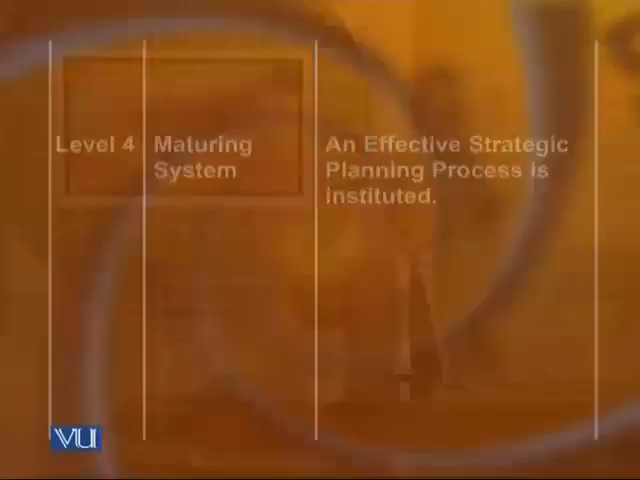 Level 4 Maturing An Effective Strategic
System Planning Process is
instituted.
VU